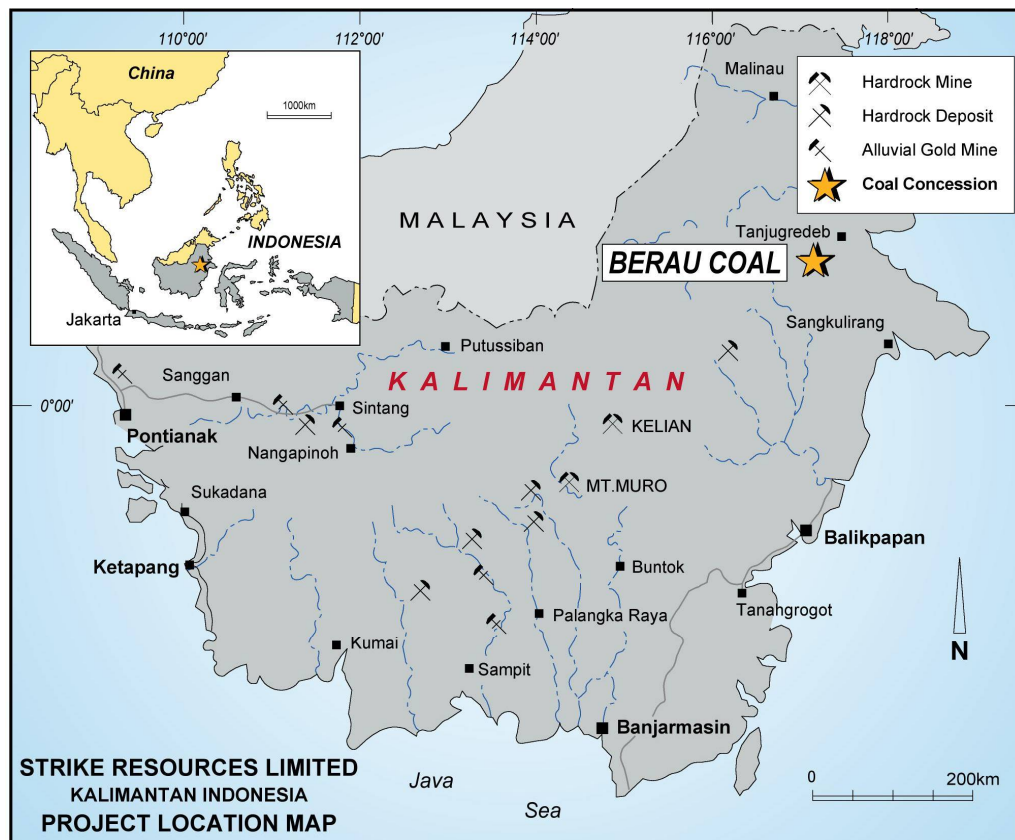 110°00'
112°00'
114°00'
116°00'
118°00'
China
1000km
INDONESIA
Jakarta
Malinau
Hardrock Mine
Hardrock Deposit
Alluvial Gold Mine
Coal Concession
MALAYSIA
Tanjugredeb
BERAU COAL
Sangkulirang
Putussiban
KALIMANTAN
Sanggan
0°00'
Sintang
Pontianak
KELIAN
Nangapinoh
MT.MURO
Sukadana
Balikpapan
Ketapang
Buntok
Tanahgrogot
Palangka Raya
Kumai
Sampit
N
Banjarmasin
STRIKE RESOURCES LIMITED
KALIMANTAN INDONESIA
PROJECT LOCATION MAP
Java
Sea
0
200km